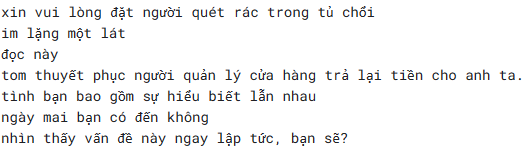 xin vui lòng đặt người quét rác trong tủ chổi
im lặng một lát
đọc này
tom thuyết phục người quản lý cửa hàng trả lại tiền cho anh ta.
tình bạn bao gồm sự hiểu biết lẫn nhau
ngày mai bạn có đến không
nhìn thấy vấn đề này ngay lập tức, bạn sẽ?